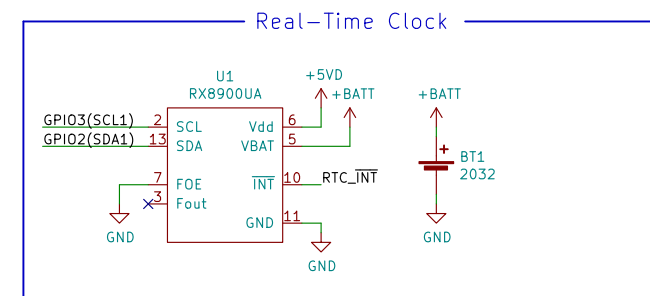 Real-Time Clock
U1
RX8900UA
+5VD
+BATT
+BATT
GPIO3(SCL1) 2 SCL Vdd 6
GPIO2(SDA1) 13 SDA VBAT 5
BT1
2032
7 FOE INT 10 RTC_INT
3 Fout
GND 11
GND
GND
GND